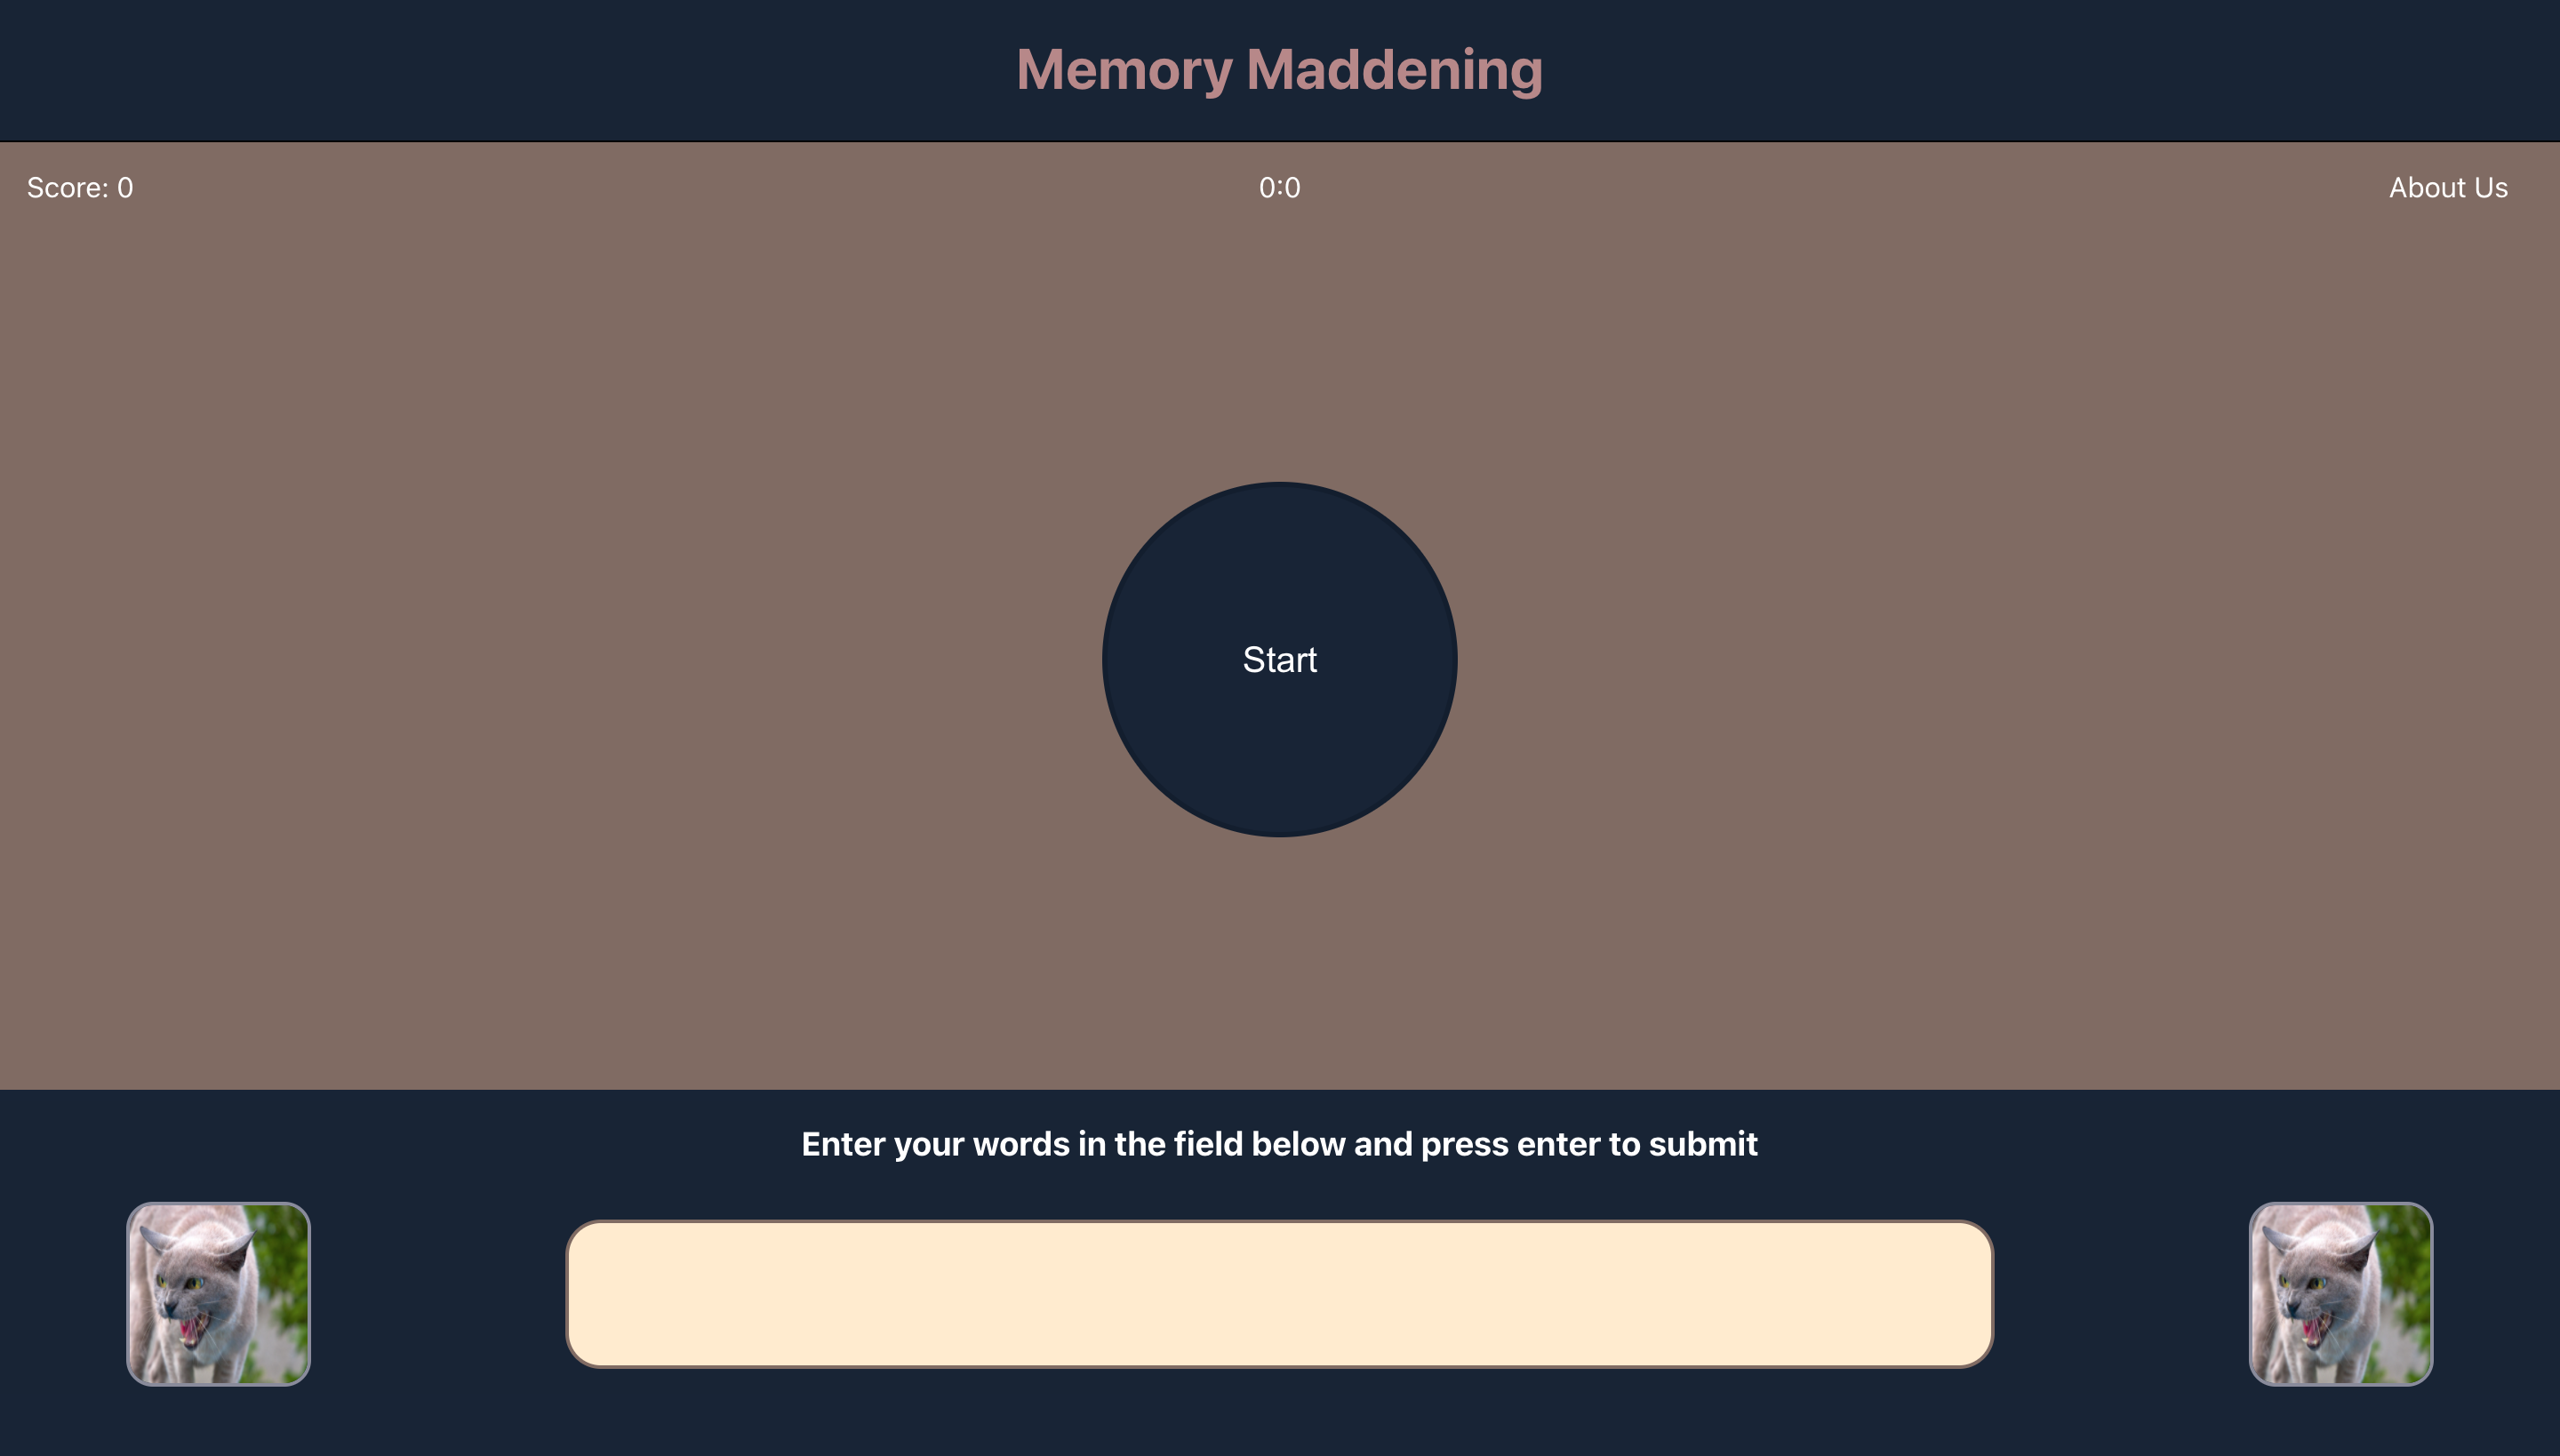 Memory Maddening
Score: 0
0:0
About Us
Start
Enter your words in the field below and press enter to submit